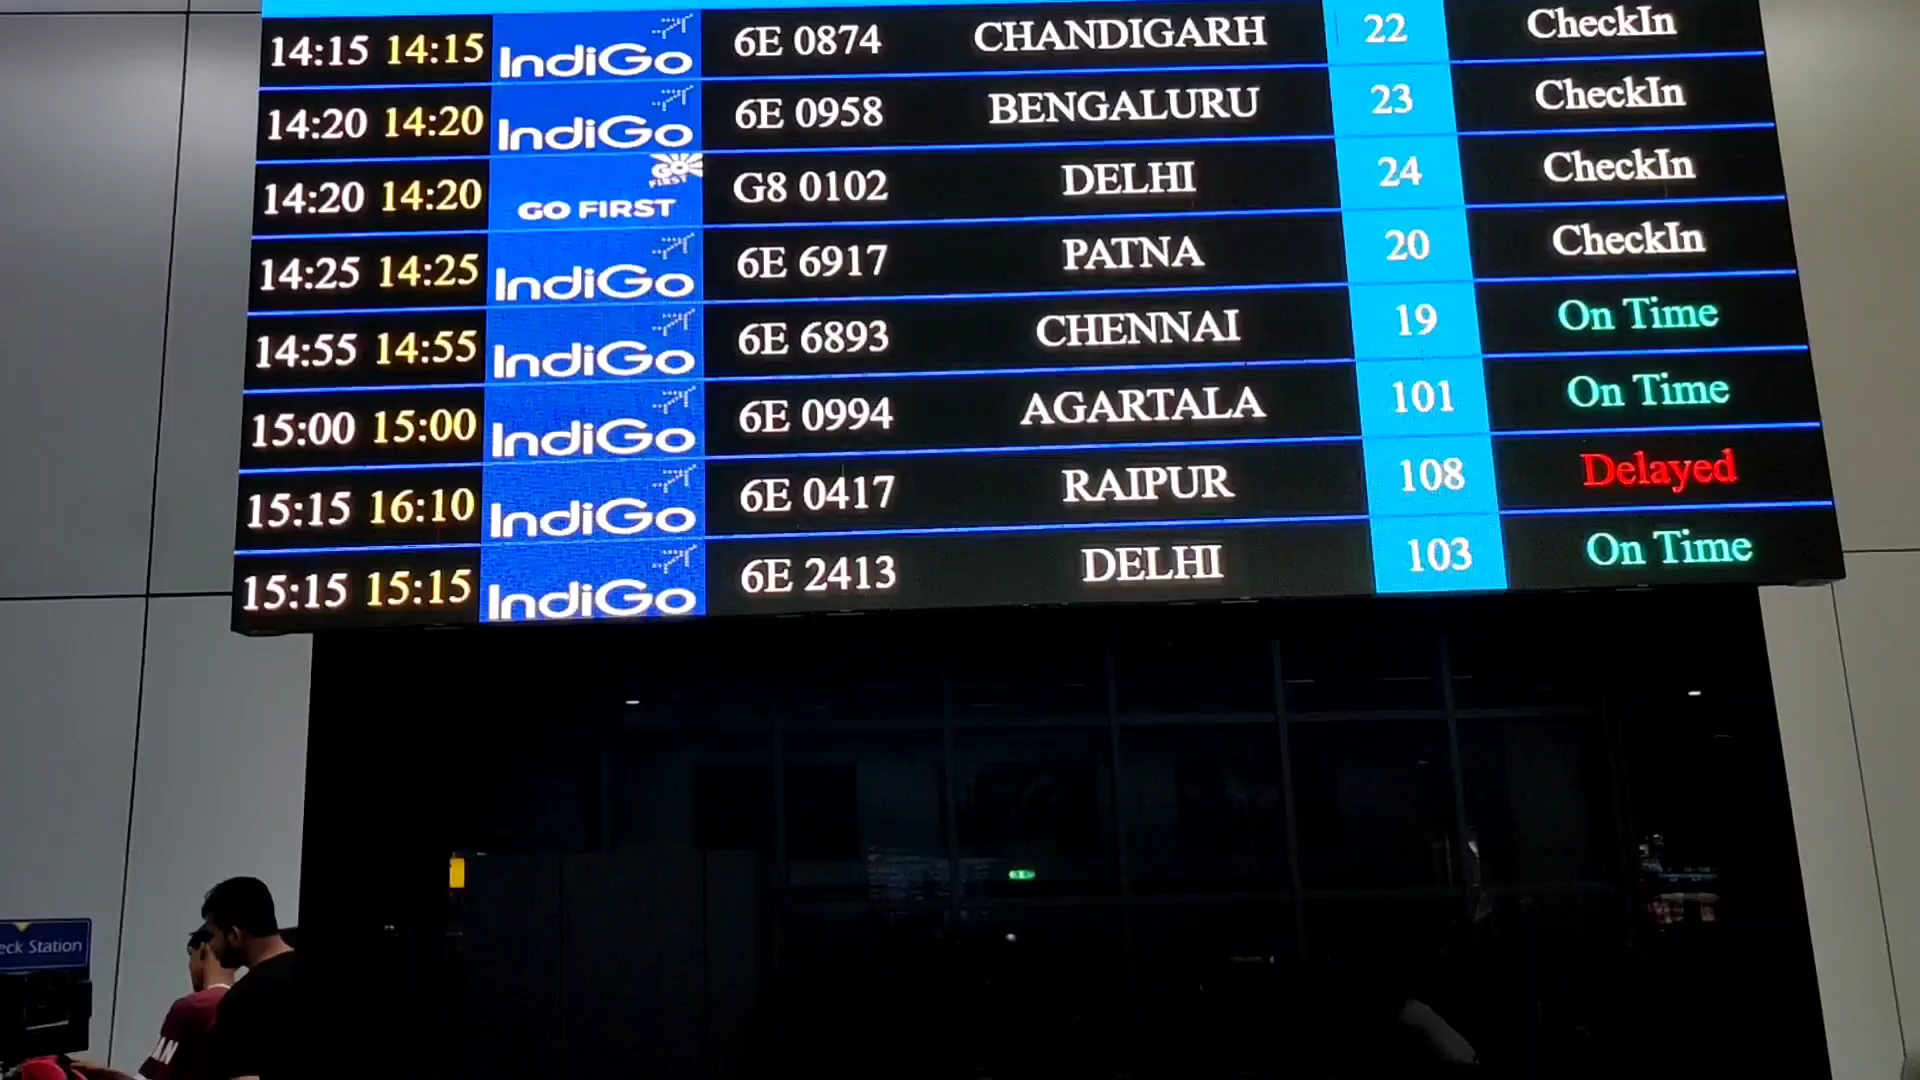 14:15 14:15 IndiGo 6E 0874 CHANDIGARH 22 CheckIn
14:20 14:20 IndiGo 6E 0958 BENGALURU 23 CheckIn
14:20 14:20 GO FIRST GO FIRST G8 0102 DELHI 24 CheckIn
14:25 14:25 IndiGo 6E 6917 PATNA 20 CheckIn
14:55 14:55 IndiGo 6E 6893 CHENNAI 19 On Time
15:00 15:00 IndiGo 6E 0994 AGARTALA 101 On Time
15:15 16:10 IndiGo 6E 0417 RAIPUR 108 Delayed
15:15 15:15 IndiGo 6E 2413 DELHI 103 On Time
eck Station
AN